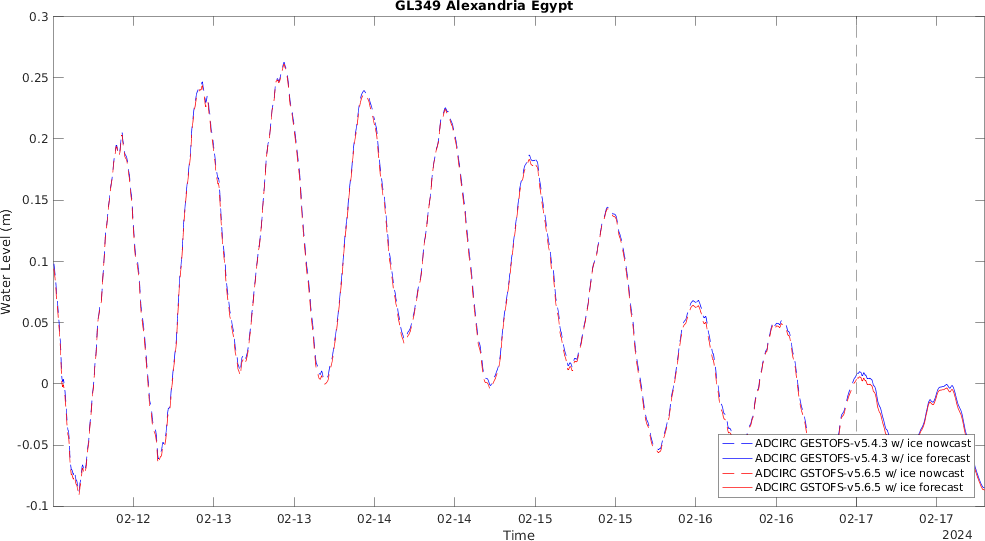 GL349 Alexandria Egypt
0.3
0.25
0.2
0.15
0.1
0.05
0
-0.05
-0.1
Water Level (m)
ADCIRC GESTOFS-v5.4.3 w/ ice nowcast
ADCIRC GESTOFS-v5.4.3 w/ ice forecast
ADCIRC GSTOFS-v5.6.5 w/ ice nowcast
ADCIRC GSTOFS-v5.6.5 w/ ice forecast
02-12 02-13 02-13 02-14 02-14 02-15 02-15 02-16 02-16 02-17 02-17
Time
2024